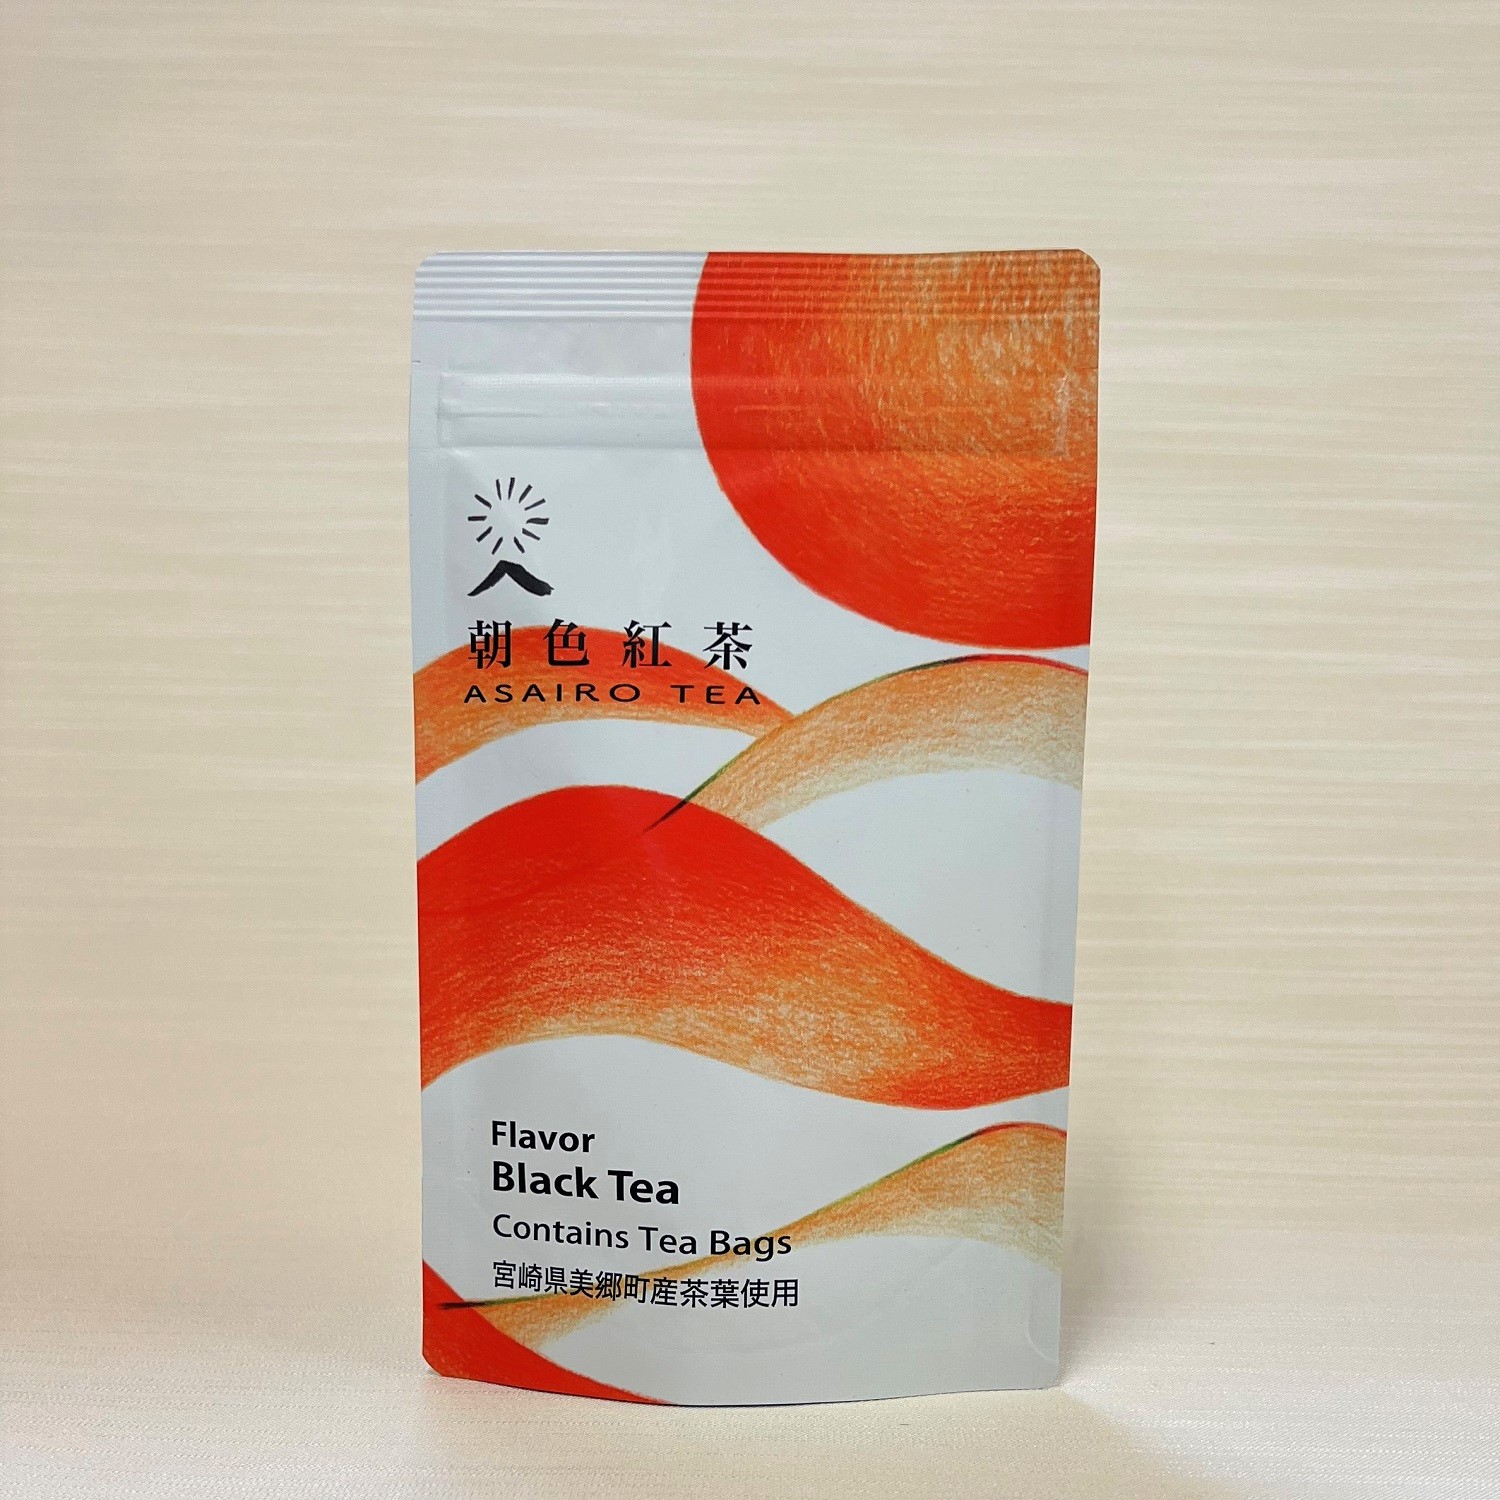 朝色紅茶
ASAIRO TEA
Flavor
Black Tea
Contains Tea Bags
宮崎県美郷町産茶葉使用